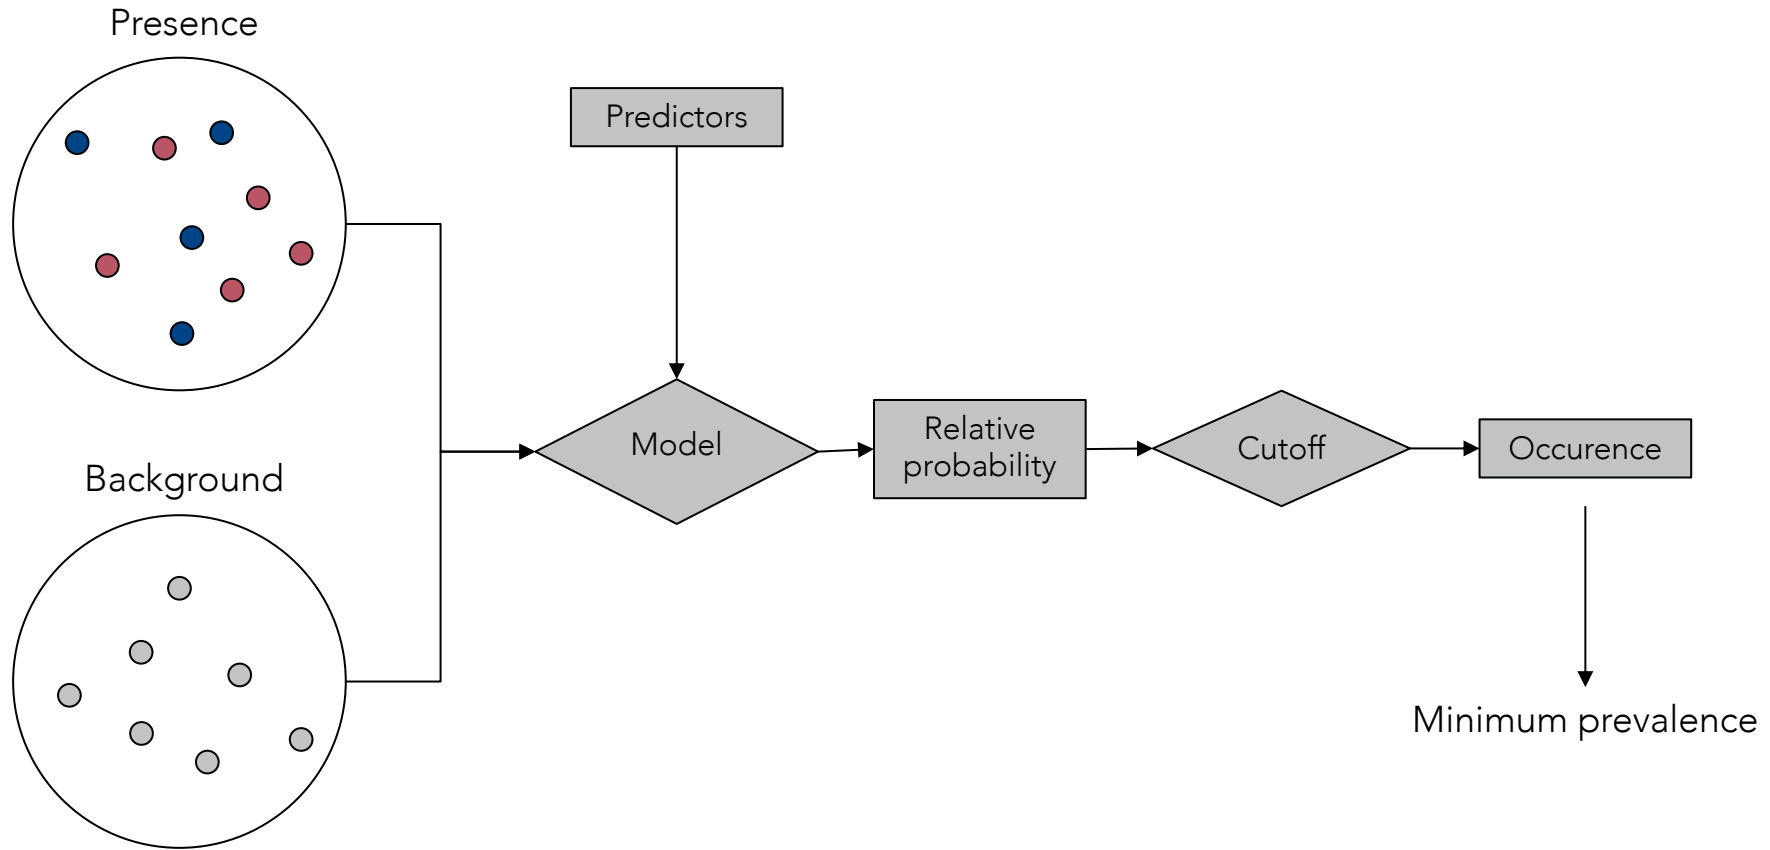 Presence
Predictors
Model
Relative
probability
Cutoff
Occurence
Background
Minimum prevalence